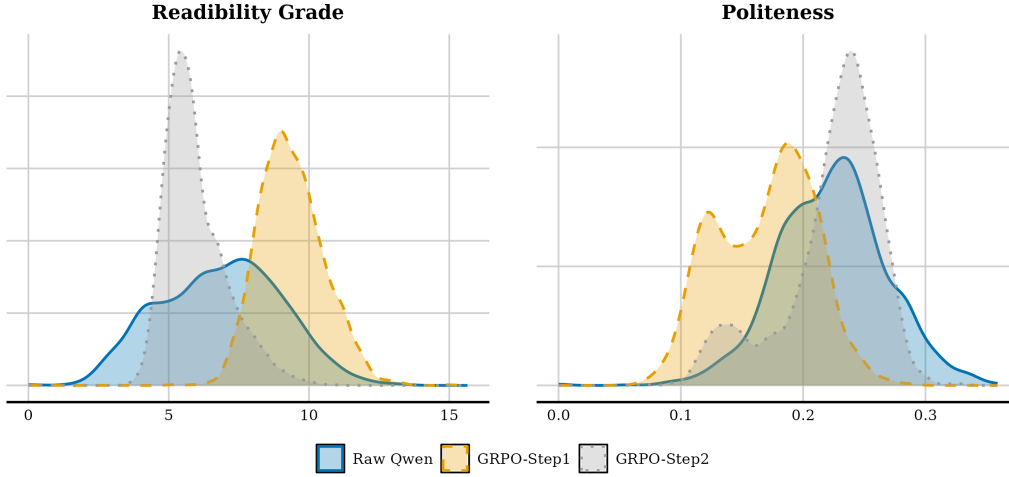 Readibility Grade
Politeness
0 5 10 15
0.0 0.1 0.2 0.3
Raw Qwen GRPO-Step1 GRPO-Step2